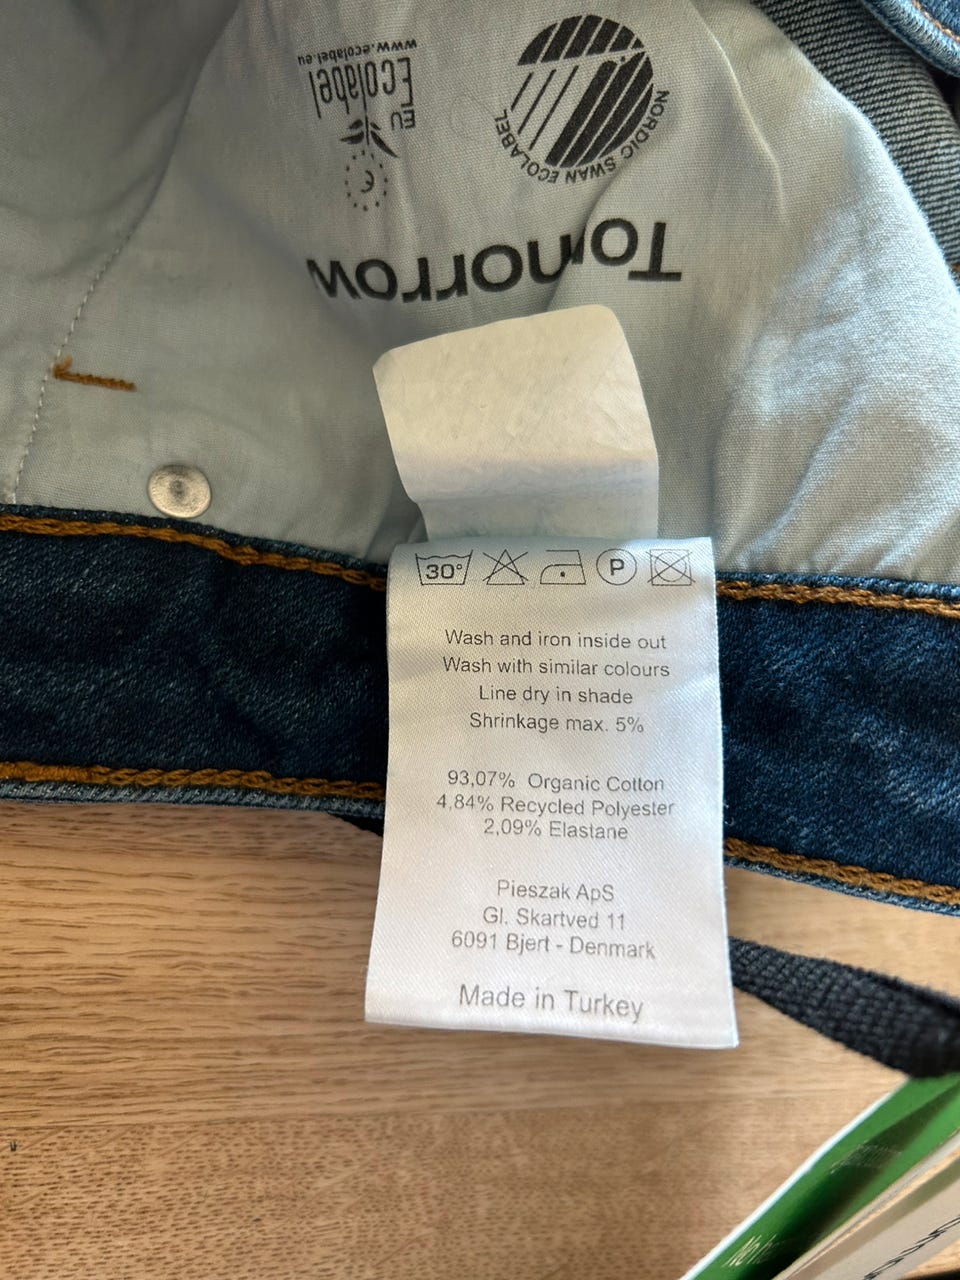 www.ecolabel.eu
EU
Ecolabel
NORDIC SWAN ECOLABEL
Tomorrow
30°
P
Wash and iron inside out
Wash with similar colours
Line dry in shade
Shrinkage max. 5%
93,07% Organic Cotton
4,84% Recycled Polyester
2,09% Elastane
Pieszak ApS
Gl. Skartved 11
6091 Bjert - Denmark
Made in Turkey